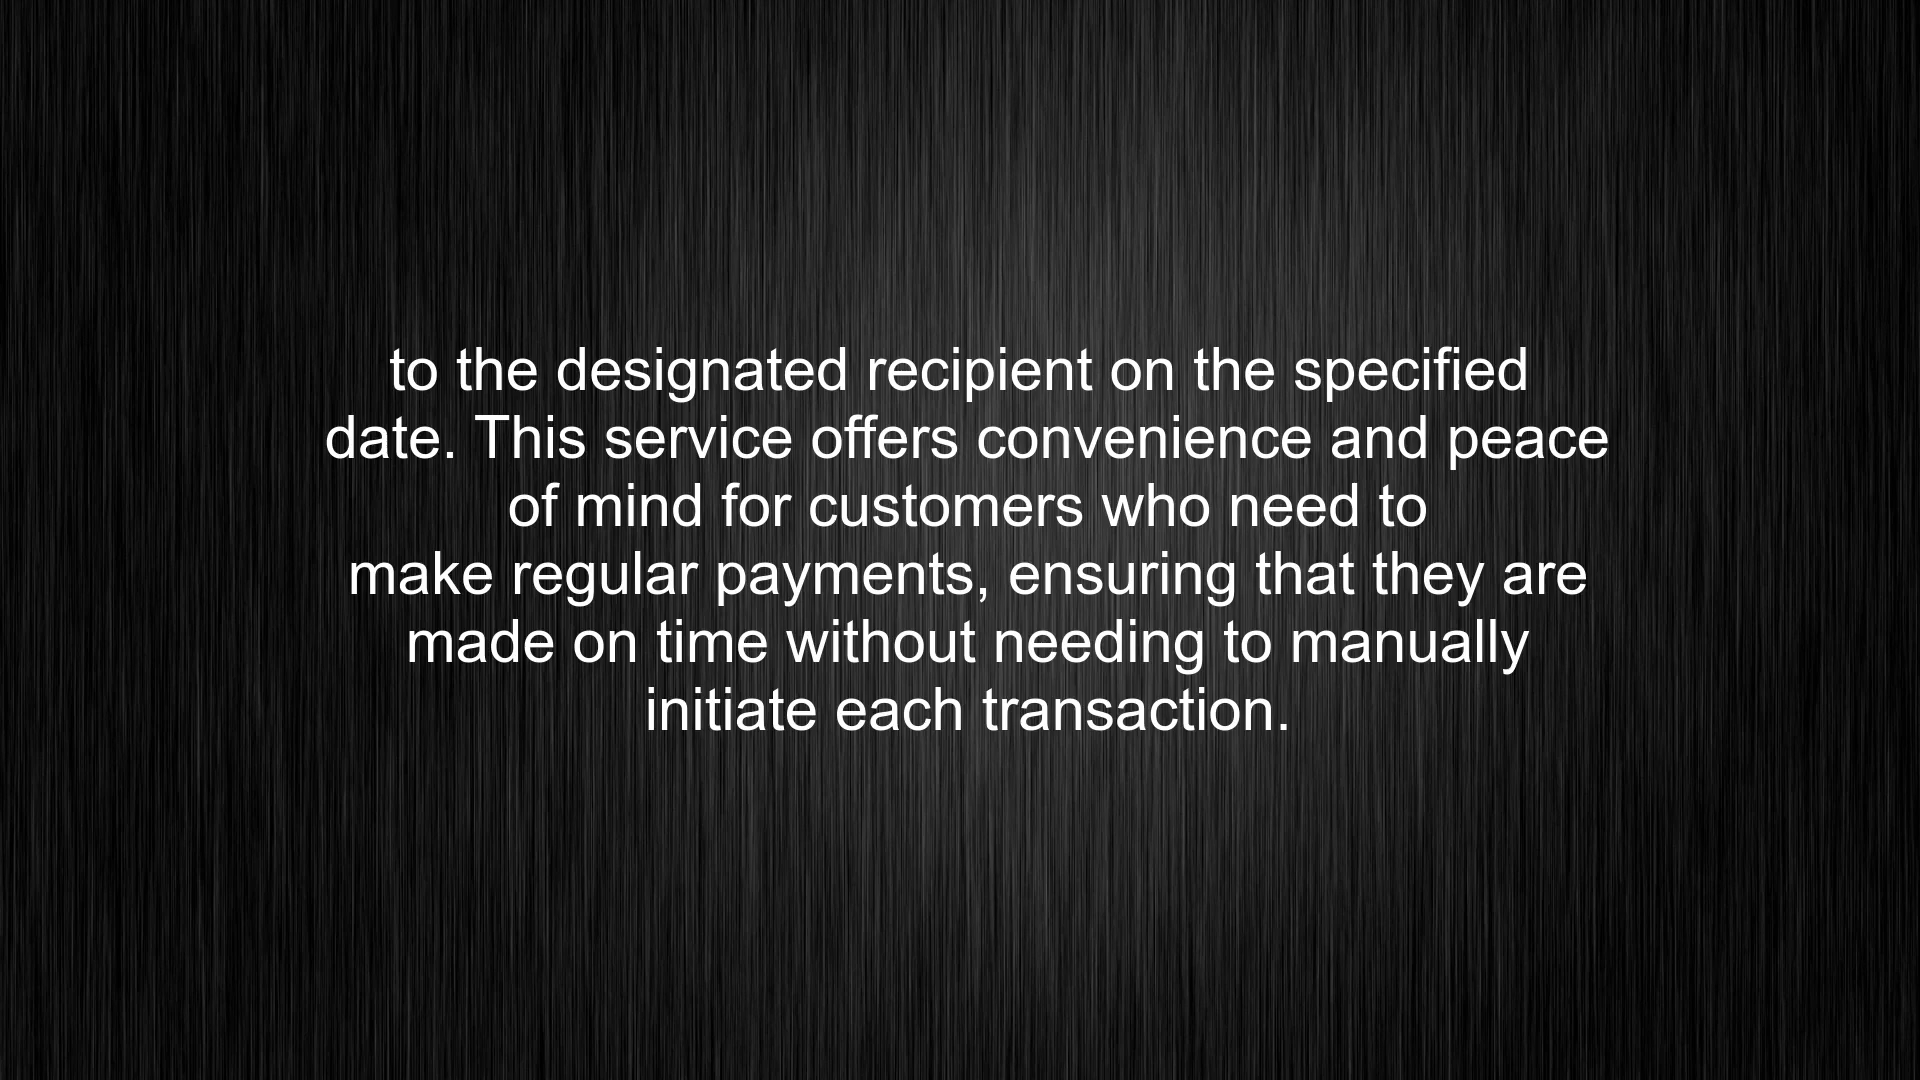 to the designated recipient on the specified
date. This service offers convenience and peace
of mind for customers who need to
make regular payments, ensuring that they are
made on time without needing to manually
initiate each transaction.